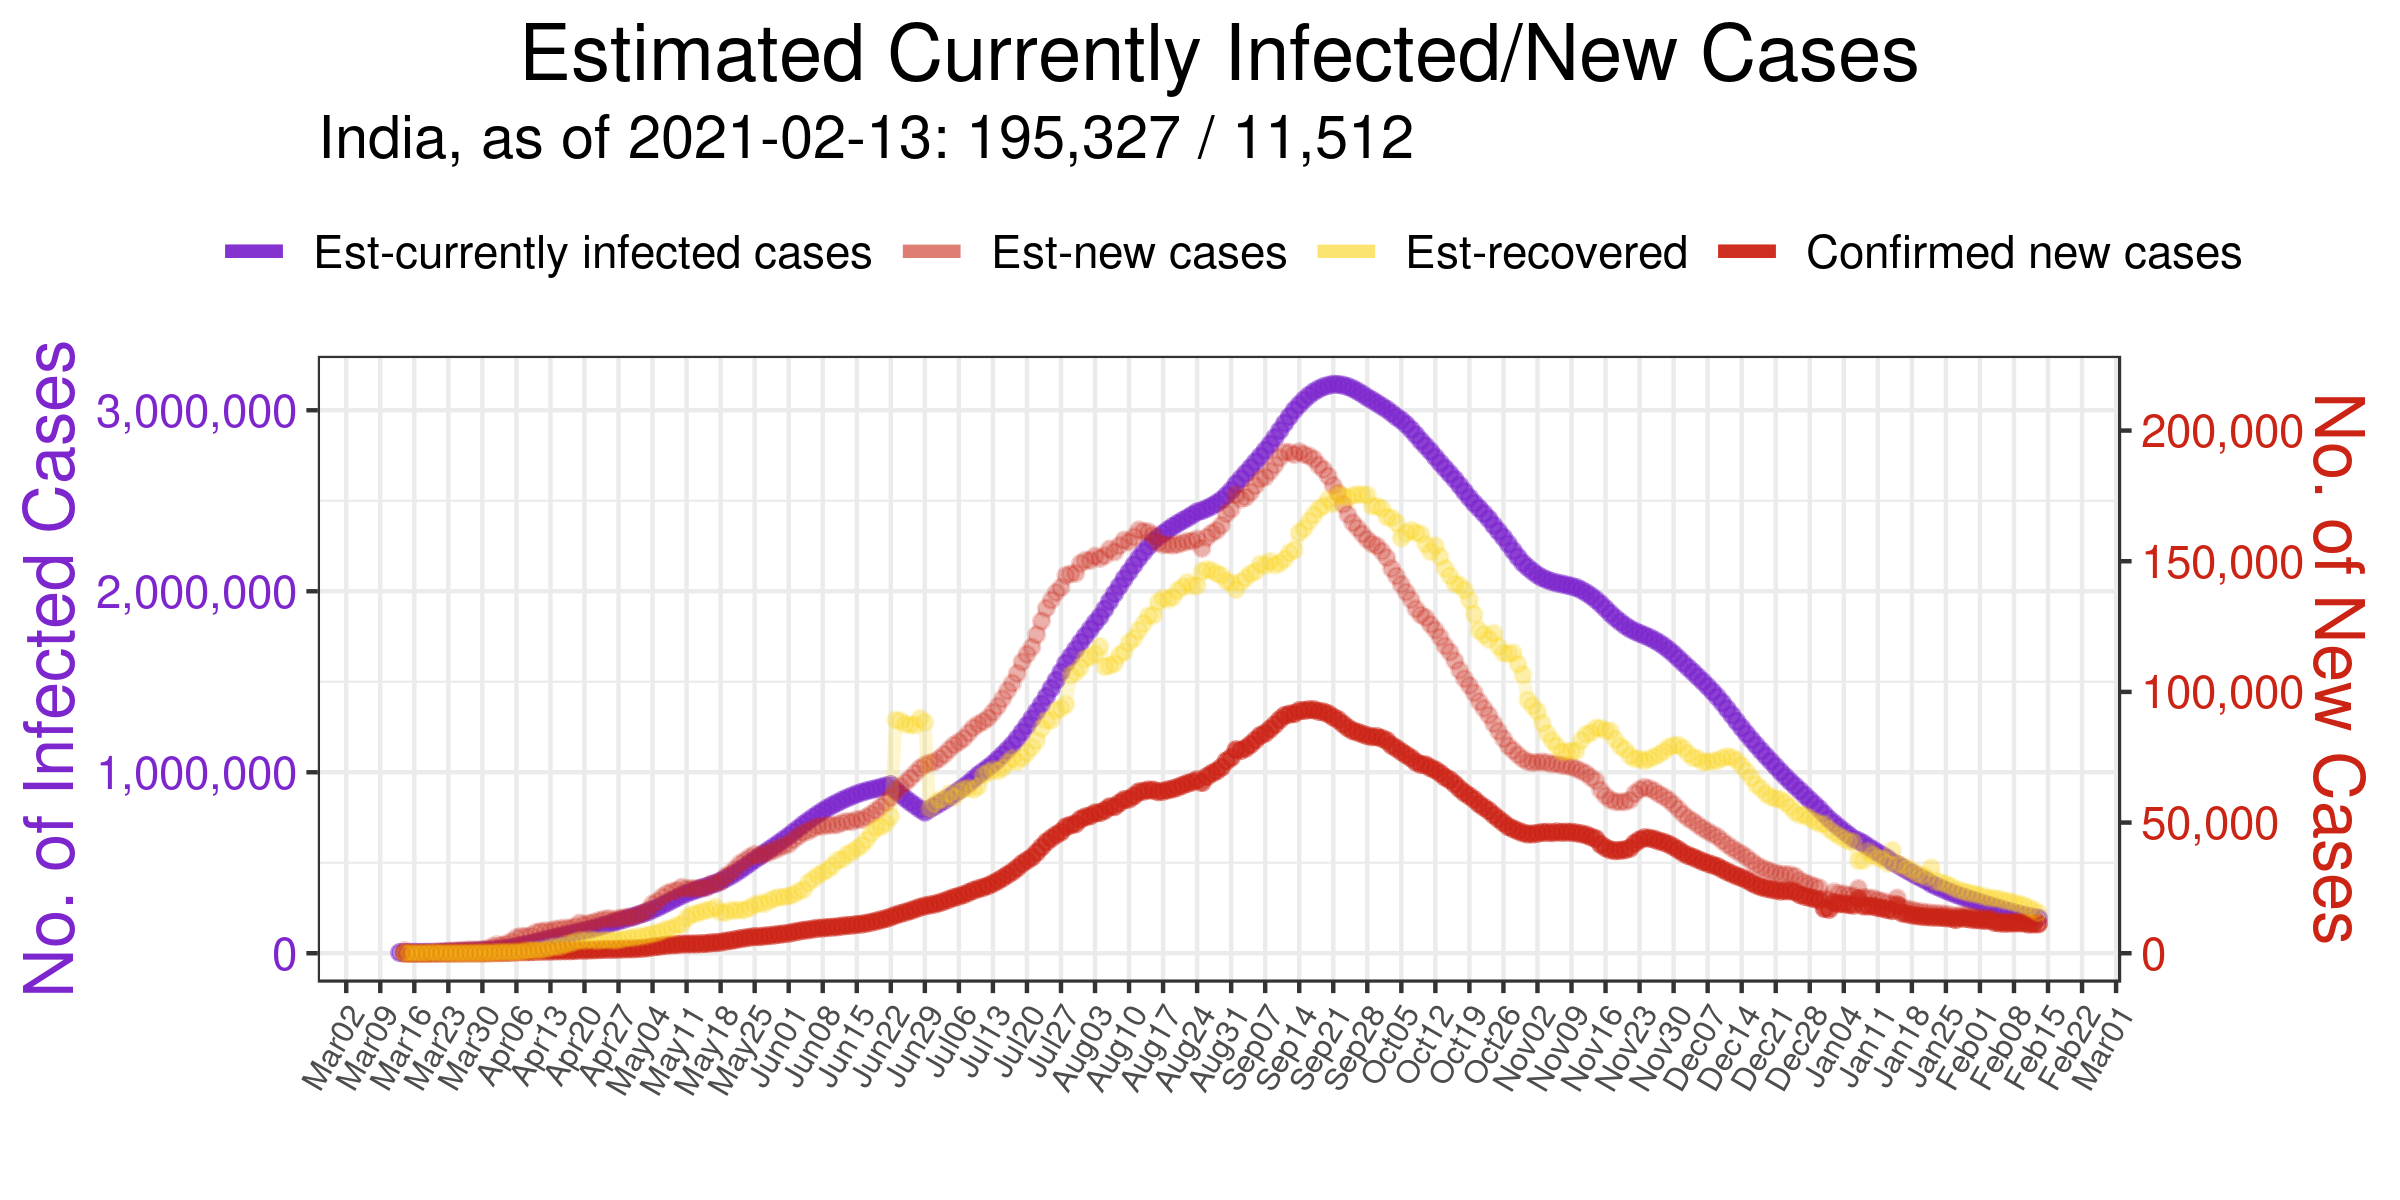 Estimated Currently Infected/New Cases
India, as of 2021-02-13: 195,327 / 11,512
Est-currently infected cases
Est-new cases
Est-recovered
Confirmed new cases
No. of Infected Cases
3,000,000
2,000,000
1,000,000
0
200,000
150,000
100,000
50,000
0
No. of New Cases
Mar02
Mar09
Mar16
Mar23
Mar30
Apr06
Apr13
Apr20
Apr27
May04
May11
May18
May25
Jun01
Jun08
Jun15
Jun22
Jun29
Jul06
Jul13
Jul20
Jul27
Aug03
Aug10
Aug17
Aug24
Aug31
Sep07
Sep14
Sep21
Sep28
Oct05
Oct12
Oct19
Oct26
Nov02
Nov09
Nov16
Nov23
Nov30
Dec07
Dec14
Dec21
Dec28
Jan04
Jan11
Jan18
Jan25
Feb01
Feb08
Feb15
Feb22
Mar01